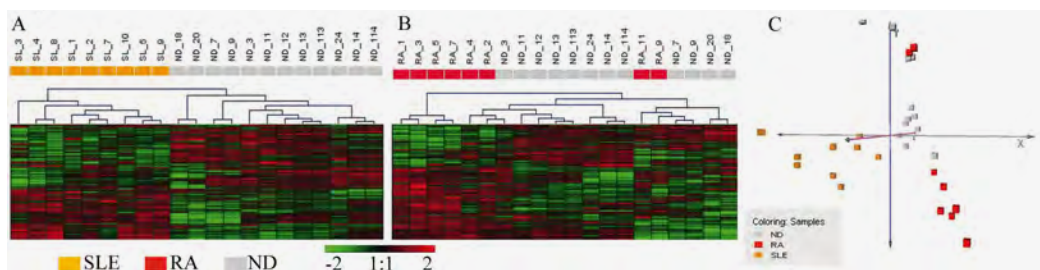 A
SL_3 SL_4 SL_8 SL_1 SL_2 SL_7 SL_10 SL_5 SL_9 ND_18 ND_20 ND_7 ND_9 ND_3 ND_11 ND_12 ND_13 ND_113 ND_24 ND_14 ND_114
B
RA_1 RA_3 RA_5 RA_7 RA_4 RA_2 ND_3 ND_11 ND_12 ND_13 ND_113 ND_24 ND_14 ND_114 RA_11 RA_9 ND_7 ND_9 ND_20 ND_18
C
Y
X
Coloring: Samples
ND
RA
SLE
SLE RA ND
-2 1:1 2